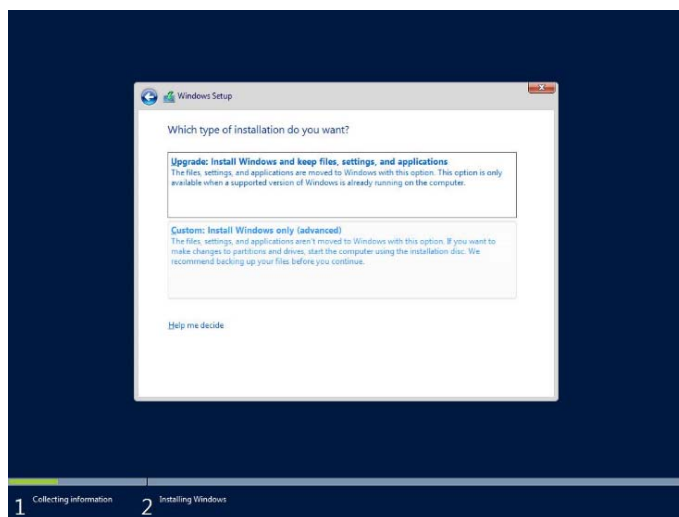 Windows Setup
Which type of installation do you want?
Upgrade: Install Windows and keep files, settings, and applications
The files, settings, and applications are moved to Windows with this option. This option is only
available when a supported version of Windows is already running on the computer.
Custom: Install Windows only (advanced)
The files, settings, and applications aren't moved to Windows with this option. If you want to
make changes to partitions and drives, start the computer using the installation disc. We
recommend backing up your files before you continue.
Help me decide
1 Collecting information 2 Installing Windows